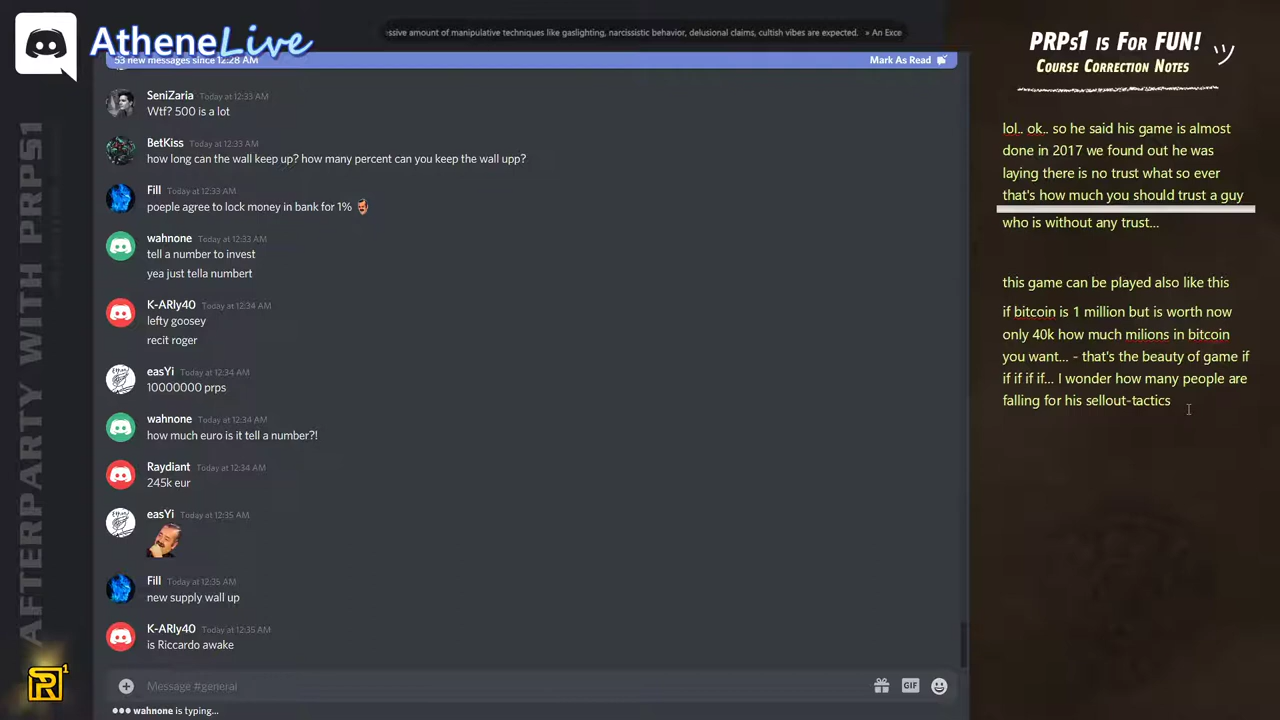 AtheneLive
ssive amount of manipulative techniques like gaslighting, narcissistic behavior, delusional claims, cultish vibes are expected. » An Exce
53 new messages since 12:28 AM
Mark As Read
SeniZaria Today at 12:33 AM
Wtf? 500 is a lot
BetKiss Today at 12:33 AM
how long can the wall keep up? how many percent can you keep the wall upp?
Fill Today at 12:33 AM
poeple agree to lock money in bank for 1%
wahnone Today at 12:33 AM
tell a number to invest
yea just tella numbert
K-ARly40 Today at 12:34 AM
lefty goosey
recit roger
easYi Today at 12:34 AM
10000000 prps
wahnone Today at 12:34 AM
how much euro is it tell a number?!
Raydiant Today at 12:34 AM
245k eur
easYi Today at 12:35 AM
Fill Today at 12:35 AM
new supply wall up
K-ARly40 Today at 12:35 AM
is Riccardo awake
Message #general
GIF
wahnone is typing...
AFTERPARTY WITH PRPS1
R1
PRPs1 is For FUN!
Course Correction Notes
lol.. ok.. so he said his game is almost
done in 2017 we found out he was
laying there is no trust what so ever
that's how much you should trust a guy
who is without any trust...
this game can be played also like this
if bitcoin is 1 million but is worth now
only 40k how much milions in bitcoin
you want... - that's the beauty of game if
if if if if... I wonder how many people are
falling for his sellout-tactics